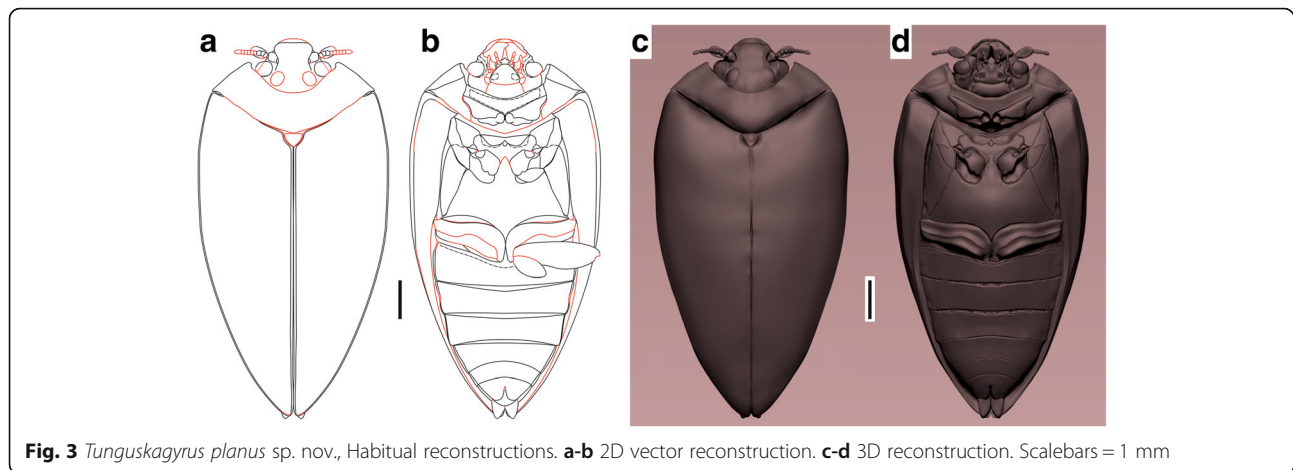 a b c d
Fig. 3 Tunguskagyrus planus sp. nov., Habitual reconstructions. a-b 2D vector reconstruction. c-d 3D reconstruction. Scalebars = 1 mm